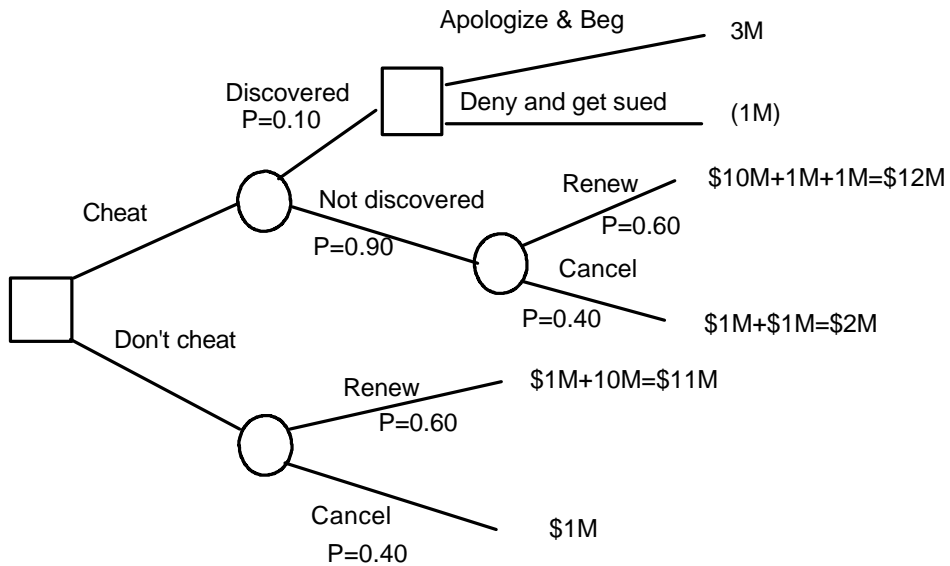 Apologize & Beg
3M
Discovered
P=0.10
Deny and get sued
(1M)
Cheat
Not discovered
P=0.90
Renew
P=0.60
$10M+1M+1M=$12M
Cancel
P=0.40
$1M+$1M=$2M
Don't cheat
Renew
P=0.60
$1M+10M=$11M
Cancel
P=0.40
$1M